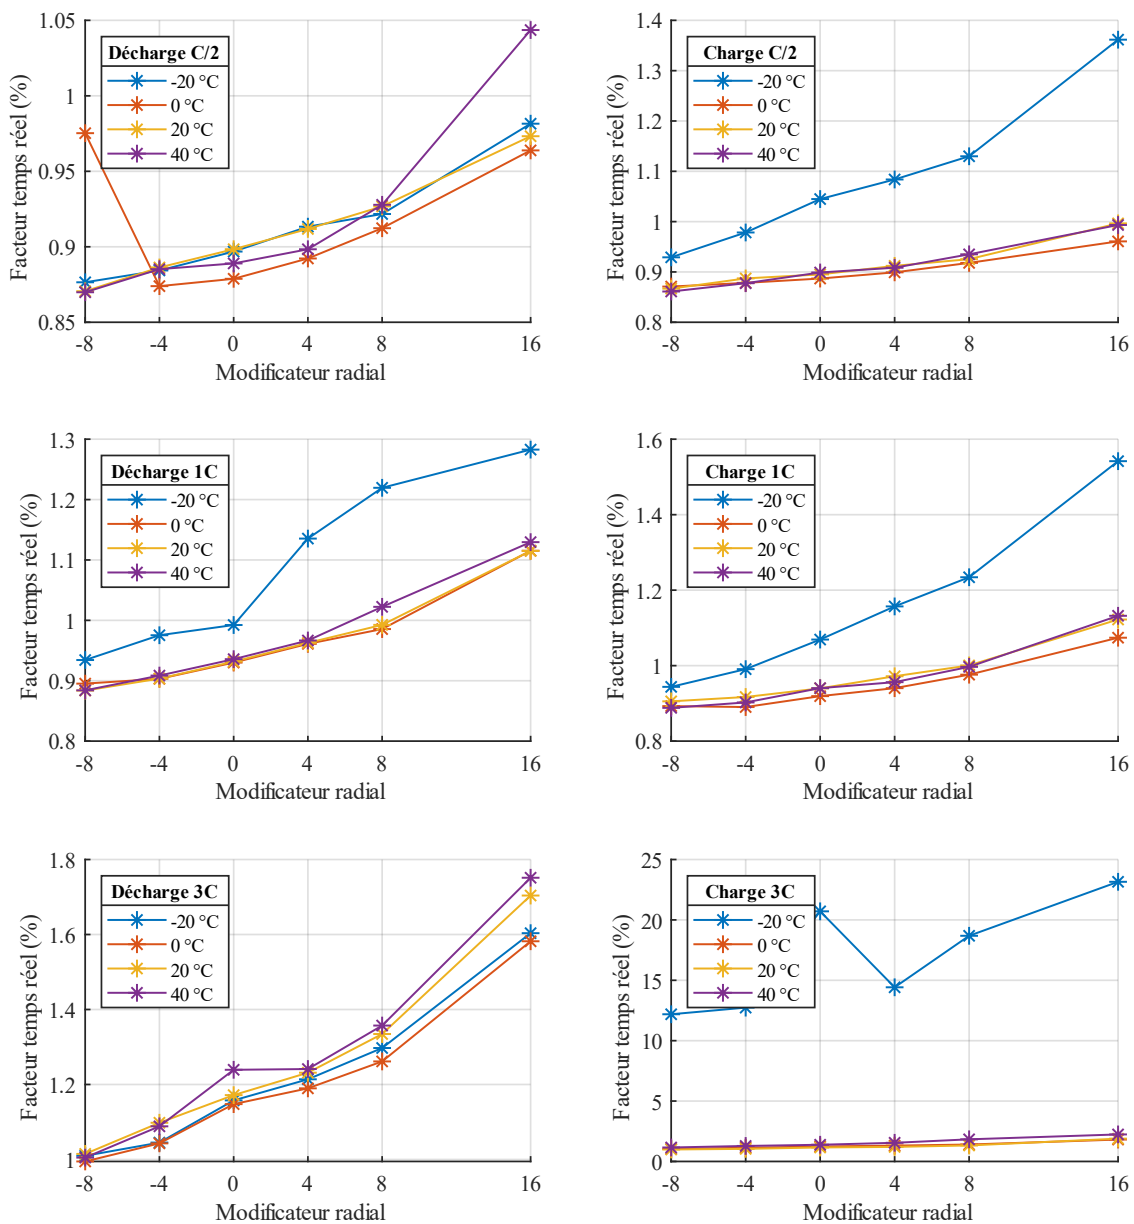 1.05
1
0.95
0.9
0.85
-8 -4 0 4 8 16
Facteur temps réel (%)
Modificateur radial
Décharge C/2
-20 °C
0 °C
20 °C
40 °C
1.4
1.3
1.2
1.1
1
0.9
0.8
-8 -4 0 4 8 16
Facteur temps réel (%)
Modificateur radial
Charge C/2
-20 °C
0 °C
20 °C
40 °C
1.3
1.2
1.1
1
0.9
0.8
-8 -4 0 4 8 16
Facteur temps réel (%)
Modificateur radial
Décharge 1C
-20 °C
0 °C
20 °C
40 °C
1.6
1.4
1.2
1
0.8
-8 -4 0 4 8 16
Facteur temps réel (%)
Modificateur radial
Charge 1C
-20 °C
0 °C
20 °C
40 °C
1.8
1.6
1.4
1.2
1
-8 -4 0 4 8 16
Facteur temps réel (%)
Modificateur radial
Décharge 3C
-20 °C
0 °C
20 °C
40 °C
25
20
15
10
5
0
-8 -4 0 4 8 16
Facteur temps réel (%)
Modificateur radial
Charge 3C
-20 °C
0 °C
20 °C
40 °C